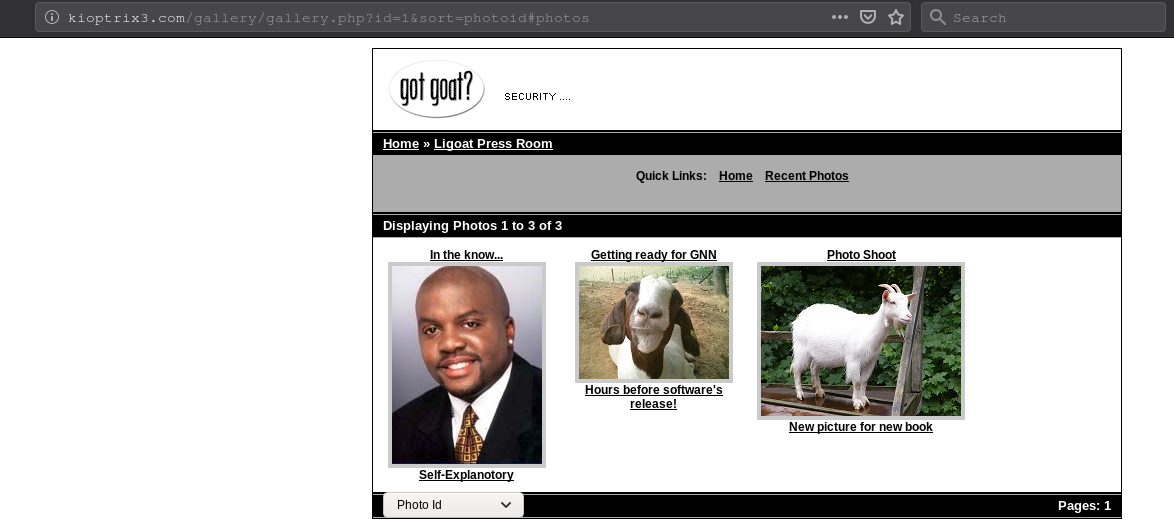 kioptrix3.com/gallery/gallery.php?id=1&sort=photoid#photos
Search
got goat?
SECURITY ....
Home » Ligoat Press Room
Quick Links: Home Recent Photos
Displaying Photos 1 to 3 of 3
In the know...
Self-Explanotory
Getting ready for GNN
Hours before software's
release!
Photo Shoot
New picture for new book
Photo Id
Pages: 1